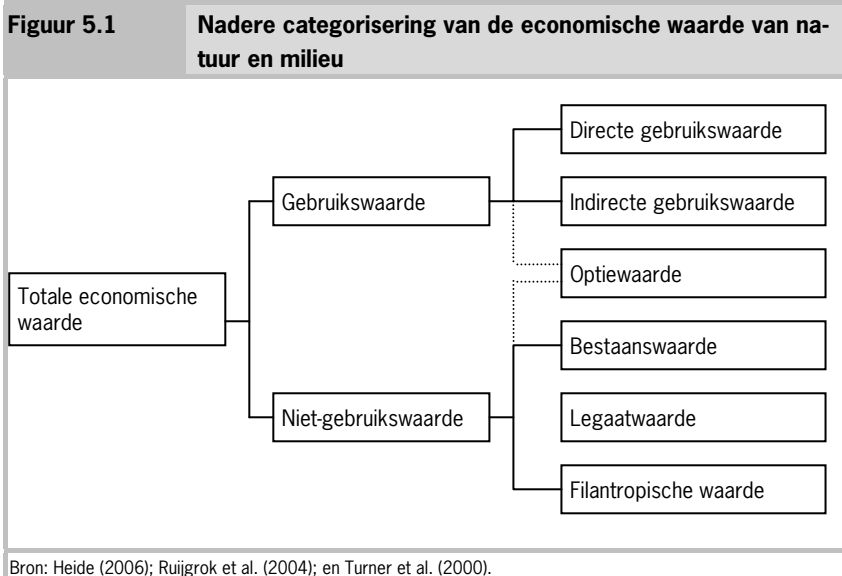 Figuur 5.1
Nadere categorisering van de economische waarde van na-
tuur en milieu
Directe gebruikswaarde
Gebruikswaarde
Indirecte gebruikswaarde
Optiewaarde
Totale economische
waarde
Bestaanswaarde
Niet-gebruikswaarde
Legaatwaarde
Filantropische waarde
Bron: Heide (2006); Ruijgrok et al. (2004); en Turner et al. (2000).